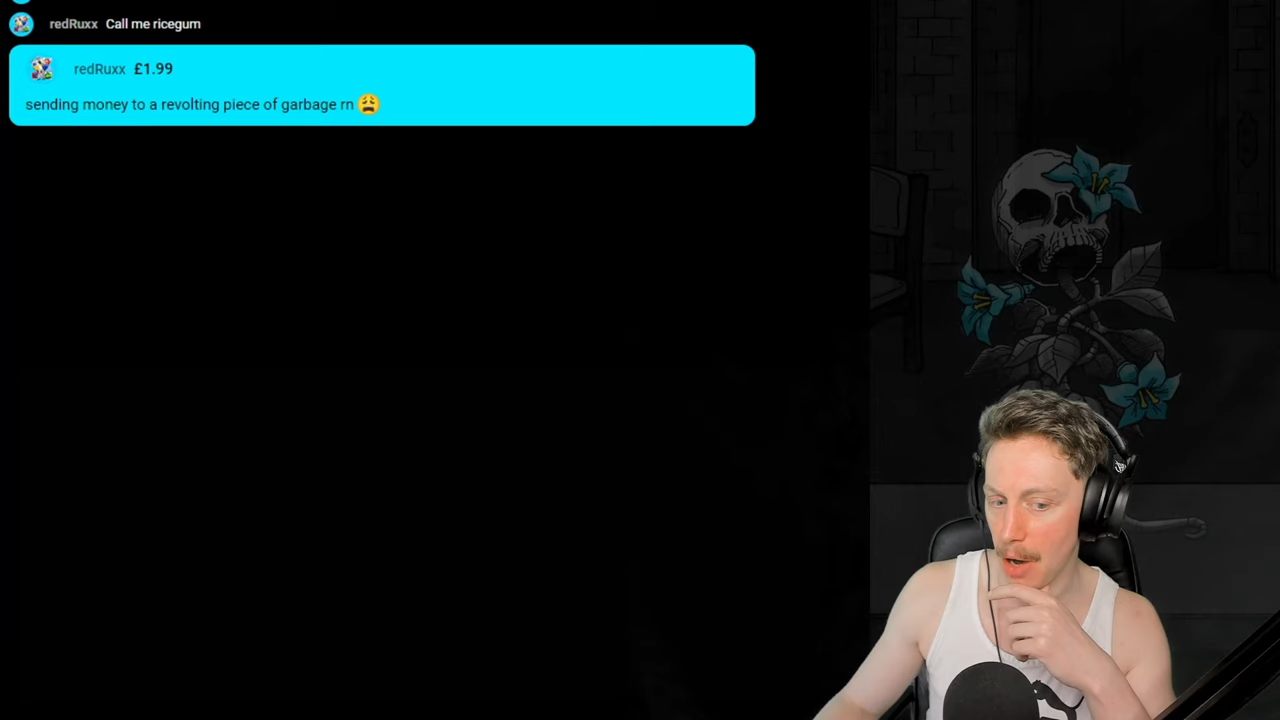 redRuxx Call me ricegum
redRuxx £1.99
sending money to a revolting piece of garbage rn 😩